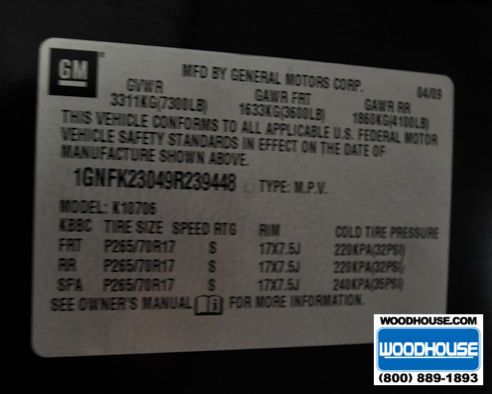 GM
MFD BY GENERAL MOTORS CORP. 04/09
GVWR GAWR FRT GAWR RR
3311KG(7300LB) 1633KG(3600LB) 1860KG(4100LB)
THIS VEHICLE CONFORMS TO ALL APPLICABLE U.S. FEDERAL MOTOR
VEHICLE SAFETY STANDARDS IN EFFECT ON THE DATE OF
MANUFACTURE SHOWN ABOVE.
1GNFK23049R239448 TYPE: M.P.V.
MODEL: K10706
KBBC TIRE SIZE SPEED RTG RIM COLD TIRE PRESSURE
FRT P265/70R17 S 17X7.5J 220KPA(32PSI)
RR P265/70R17 S 17X7.5J 220KPA(32PSI)
SPA P265/70R17 S 17X7.5J 240KPA(35PSI)
SEE OWNER'S MANUAL FOR MORE INFORMATION.
WOODHOUSE.COM
WOODHOUSE
(800) 889-1893